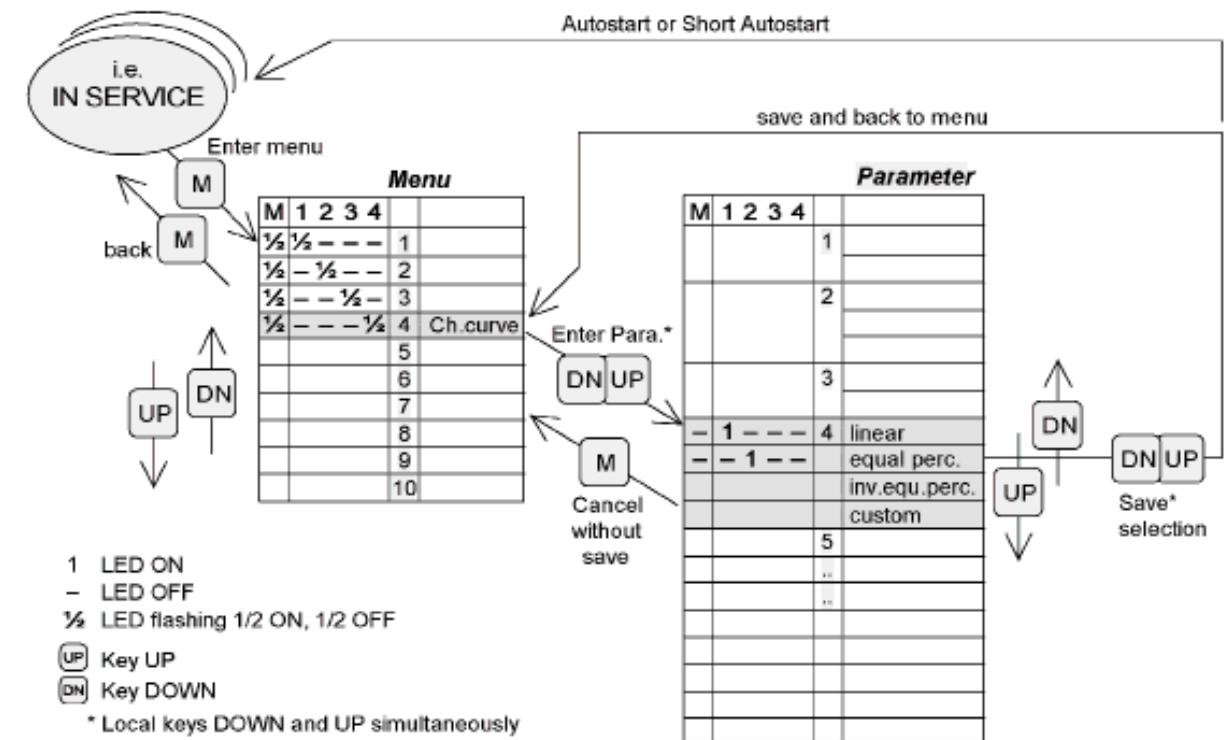 Autostart or Short Autostart
i.e.
IN SERVICE
save and back to menu
Enter menu
M
back M
Menu
M 1 2 3 4
½ ½ – – – 1
½ – ½ – – 2
½ – – ½ – 3
½ – – – ½ 4 Ch.curve
5
6
7
8
9
10
UP
DN
Enter Para.*
DN UP
M
Cancel
without
save
Parameter
M 1 2 3 4
1
2
3
– 1 – – – 4 linear
– – 1 – – equal perc.
inv.equ.perc.
custom
5
..
..
UP
DN
DN UP
Save*
selection
1 LED ON
– LED OFF
½ LED flashing 1/2 ON, 1/2 OFF
UP Key UP
DN Key DOWN
* Local keys DOWN and UP simultaneously